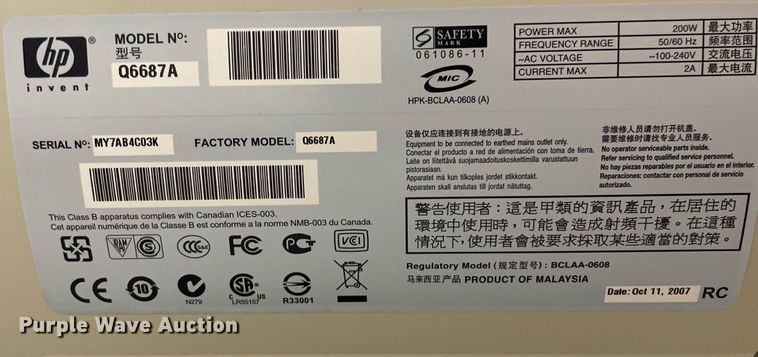 hp
®
invent
MODEL Nº:
型号
Q6687A
SAFETY
MARK
061086-11
MIC
HPK-BCLAA-0608 (A)
POWER MAX 200W 最大功率
FREQUENCY RANGE 50/60 Hz 频率范围
~AC VOLTAGE ~100-240V 交流电压
CURRENT MAX 2A 最大电流
SERIAL Nº: MY7AB4C03K FACTORY MODEL: Q6687A
设备仅应连接到有接地的电源上。
Equipment to be connected to earthed mains outlet only.
Conectar el producto a red de alimentación con toma de tierra.
Laite on liitettävä suojamaadoituskoskettimilla varustettuun
pistorasiaan.
Apparatet må kun tilkoples jordet stikkontakt.
Apparaten skall anslutas till jordat nätuttag.
非维修人员请勿打开机盖。
需要维修时请找专业人员服务。
No operator serviceable parts inside.
Refer servicing to qualified service personnel.
No hay piezas reparables por el usuario en el interior.
Reparaciones: contactar con personal de servicio
autorizado.
This Class B apparatus complies with Canadian ICES-003.
Cet appareil numérique de la Classe B est conforme a la norme NMB-003 du Canada.
警告使用者：這是甲類的資訊產品，在居住的
環境中使用時，可能會造成射頻干擾。在這種
情況下，使用者會被要求採取某些適當的對策。
RAM S CCC&E FC PCT VCI
CE 10 N279 SA C US LR55157 R33001
Regulatory Model (规定型号) : BCLAA-0608
马来西亚产品 PRODUCT OF MALAYSIA
Date: Oct 11, 2007 RC
Purple Wave Auction